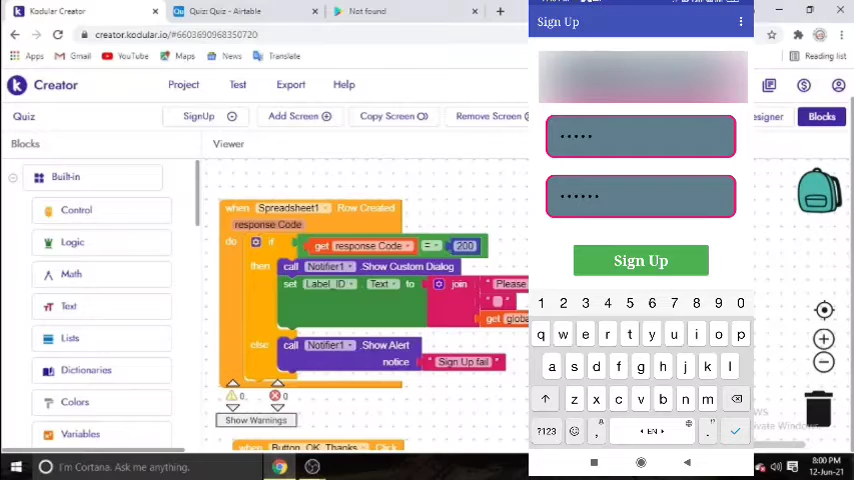 Kodular Creator
Quiz: Quiz - Airtable
Not found
creator.kodular.io/#6603690968350720
Apps
Gmail
YouTube
Maps
News
Translate
Reading list
Creator
Project
Test
Export
Help
Quiz
SignUp
Add Screen
Copy Screen
Remove Screen
Designer
Blocks
Blocks
Viewer
Built-in
Control
Logic
Math
Text
Lists
Dictionaries
Colors
Variables
when Spreadsheet1 .Row Created
response Code
do if get response Code = 200
then call Notifier1 .Show Custom Dialog
set Label_ID . Text to join " Please
get
else call Notifier1 .Show Alert
notice " Sign Up fail "
0 0
Show Warnings
when Button_OK_Thanks .Click
Sign Up
Sign Up
1 2 3 4 5 6 7 8 9 0
q w e r t y u i o p
a s d f g h j k l
z x c v b n m
?123 , EN .
I'm Cortana. Ask me anything.
8:00 PM
12-Jun-21